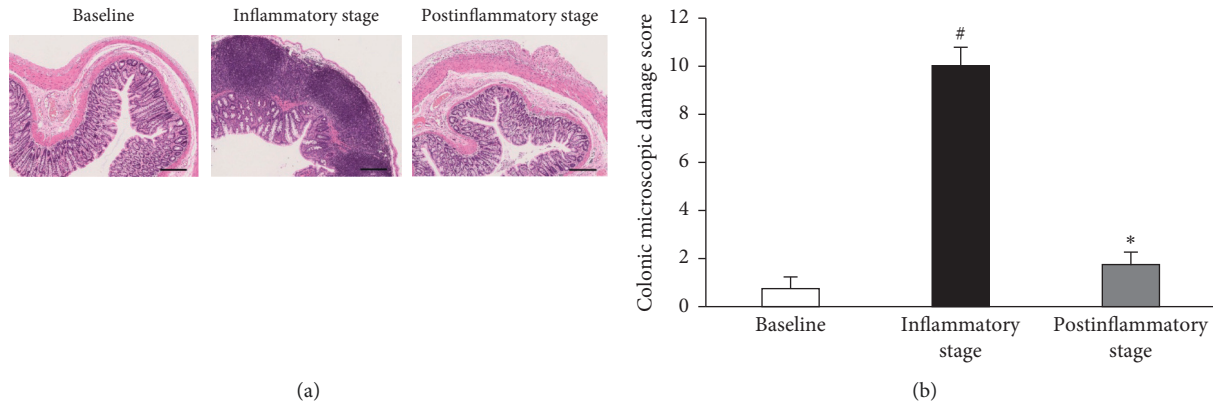 Baseline
Inflammatory stage
Postinflammatory stage
(a)
Colonic microscopic damage score
12
10
8
6
4
2
0
#
*
Baseline
Inflammatory
stage
Postinflammatory
stage
(b)